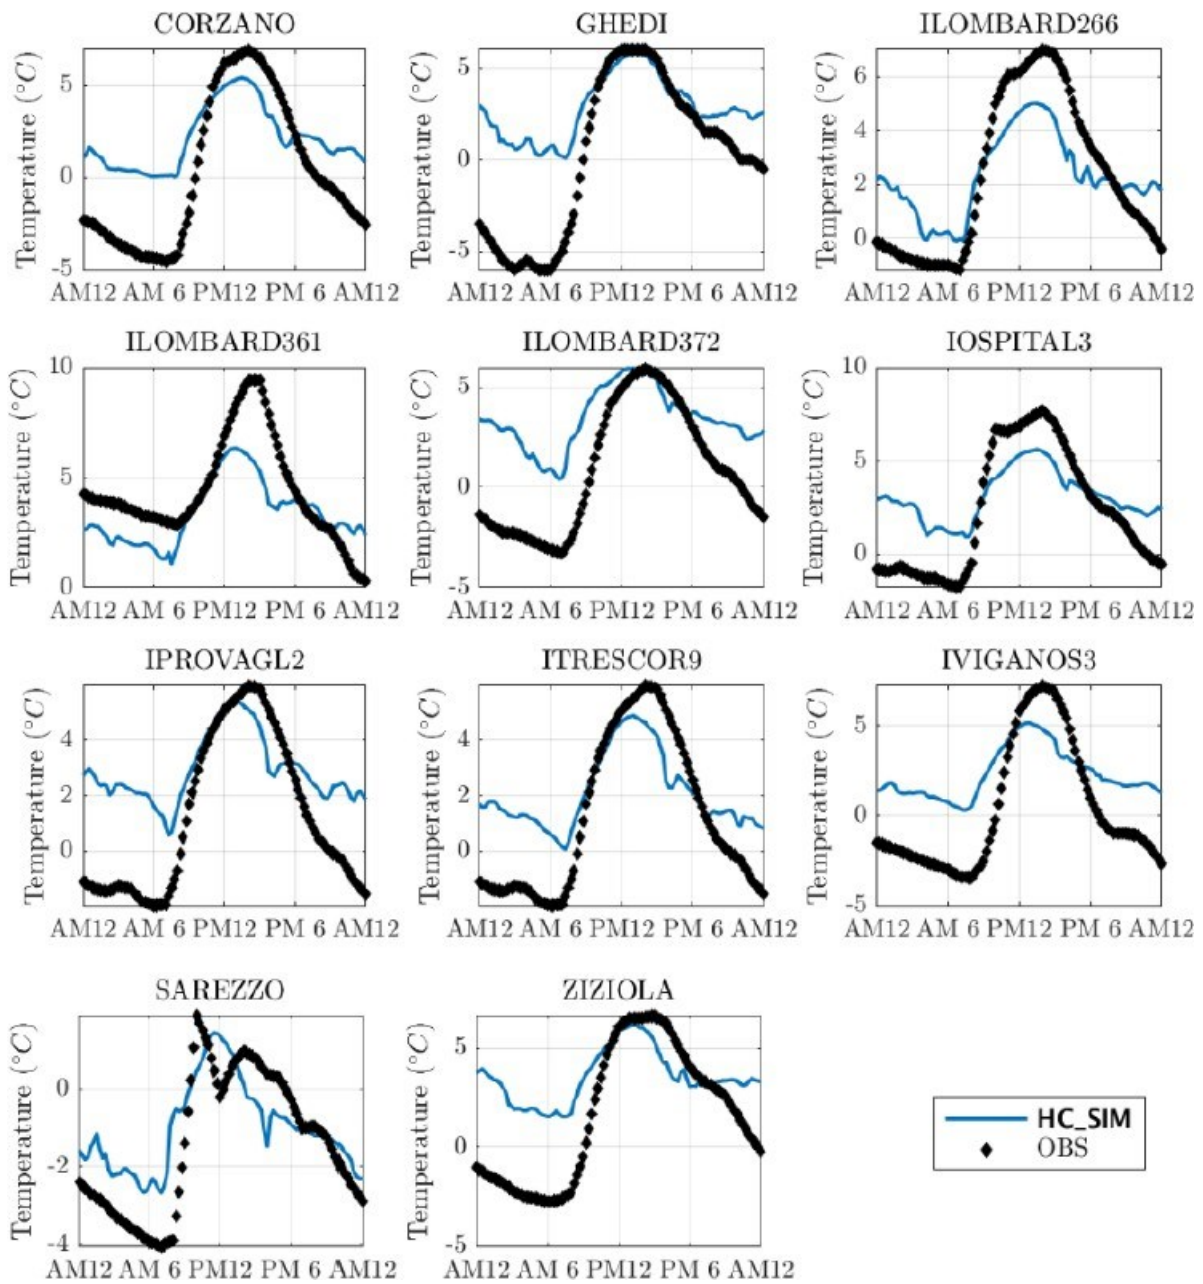 CORZANO GHEDI ILOMBARD266
Temperature (°C) 5 0 -5 Temperature (°C) 5 0 -5 Temperature (°C) 6 4 2 0
AM12 AM 6 PM12 PM 6 AM12 AM12 AM 6 PM12 PM 6 AM12 AM12 AM 6 PM12 PM 6 AM12
ILOMBARD361 ILOMBARD372 IOSPITAL3
Temperature (°C) 10 5 0 Temperature (°C) 5 0 -5 Temperature (°C) 10 5 0
AM12 AM 6 PM12 PM 6 AM12 AM12 AM 6 PM12 PM 6 AM12 AM12 AM 6 PM12 PM 6 AM12
IPROVAGL2 ITRESCOR9 IVIGANOS3
Temperature (°C) 4 2 0 Temperature (°C) 4 2 0 Temperature (°C) 5 0 -5
AM12 AM 6 PM12 PM 6 AM12 AM12 AM 6 PM12 PM 6 AM12 AM12 AM 6 PM12 PM 6 AM12
SAREZZO ZIZIOLA
Temperature (°C) 0 -2 -4 Temperature (°C) 5 0 -5
AM12 AM 6 PM12 PM 6 AM12 AM12 AM 6 PM12 PM 6 AM12
HC_SIM
OBS